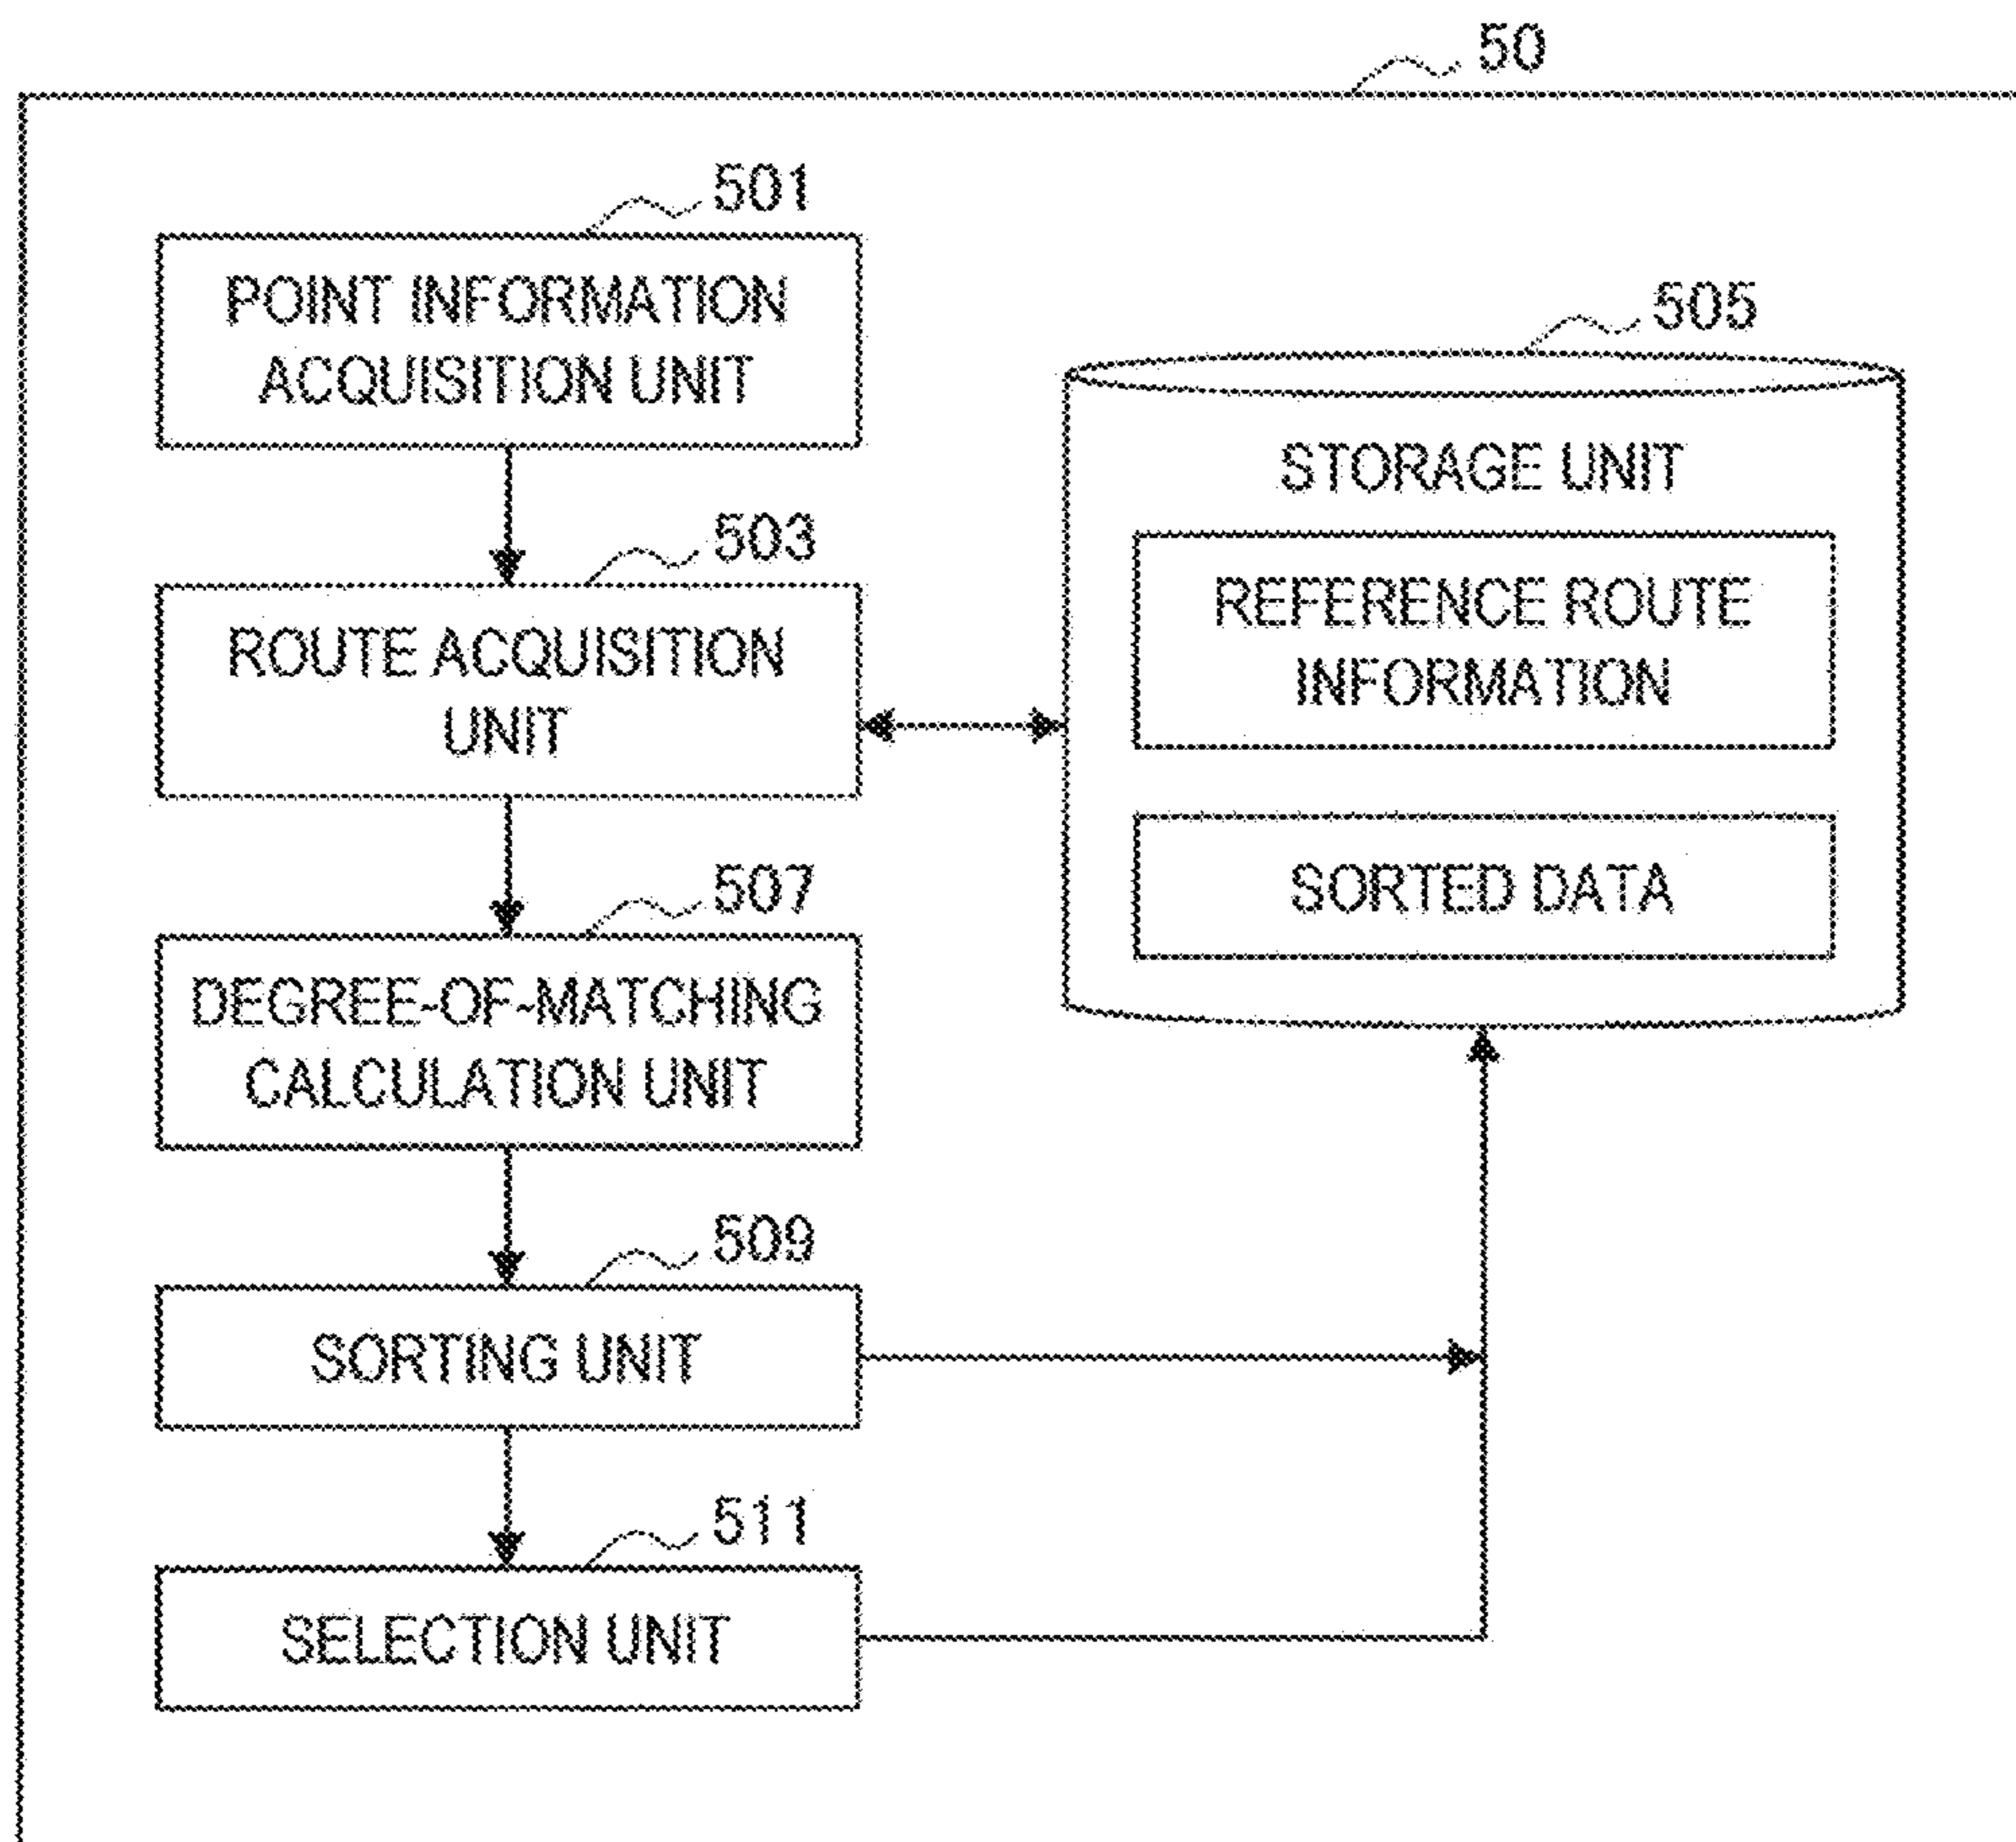 50
501
POINT INFORMATION
ACQUISITION UNIT
503
ROUTE ACQUISITION
UNIT
505
STORAGE UNIT
REFERENCE ROUTE
INFORMATION
SORTED DATA
507
DEGREE-OF-MATCHING
CALCULATION UNIT
509
SORTING UNIT
511
SELECTION UNIT